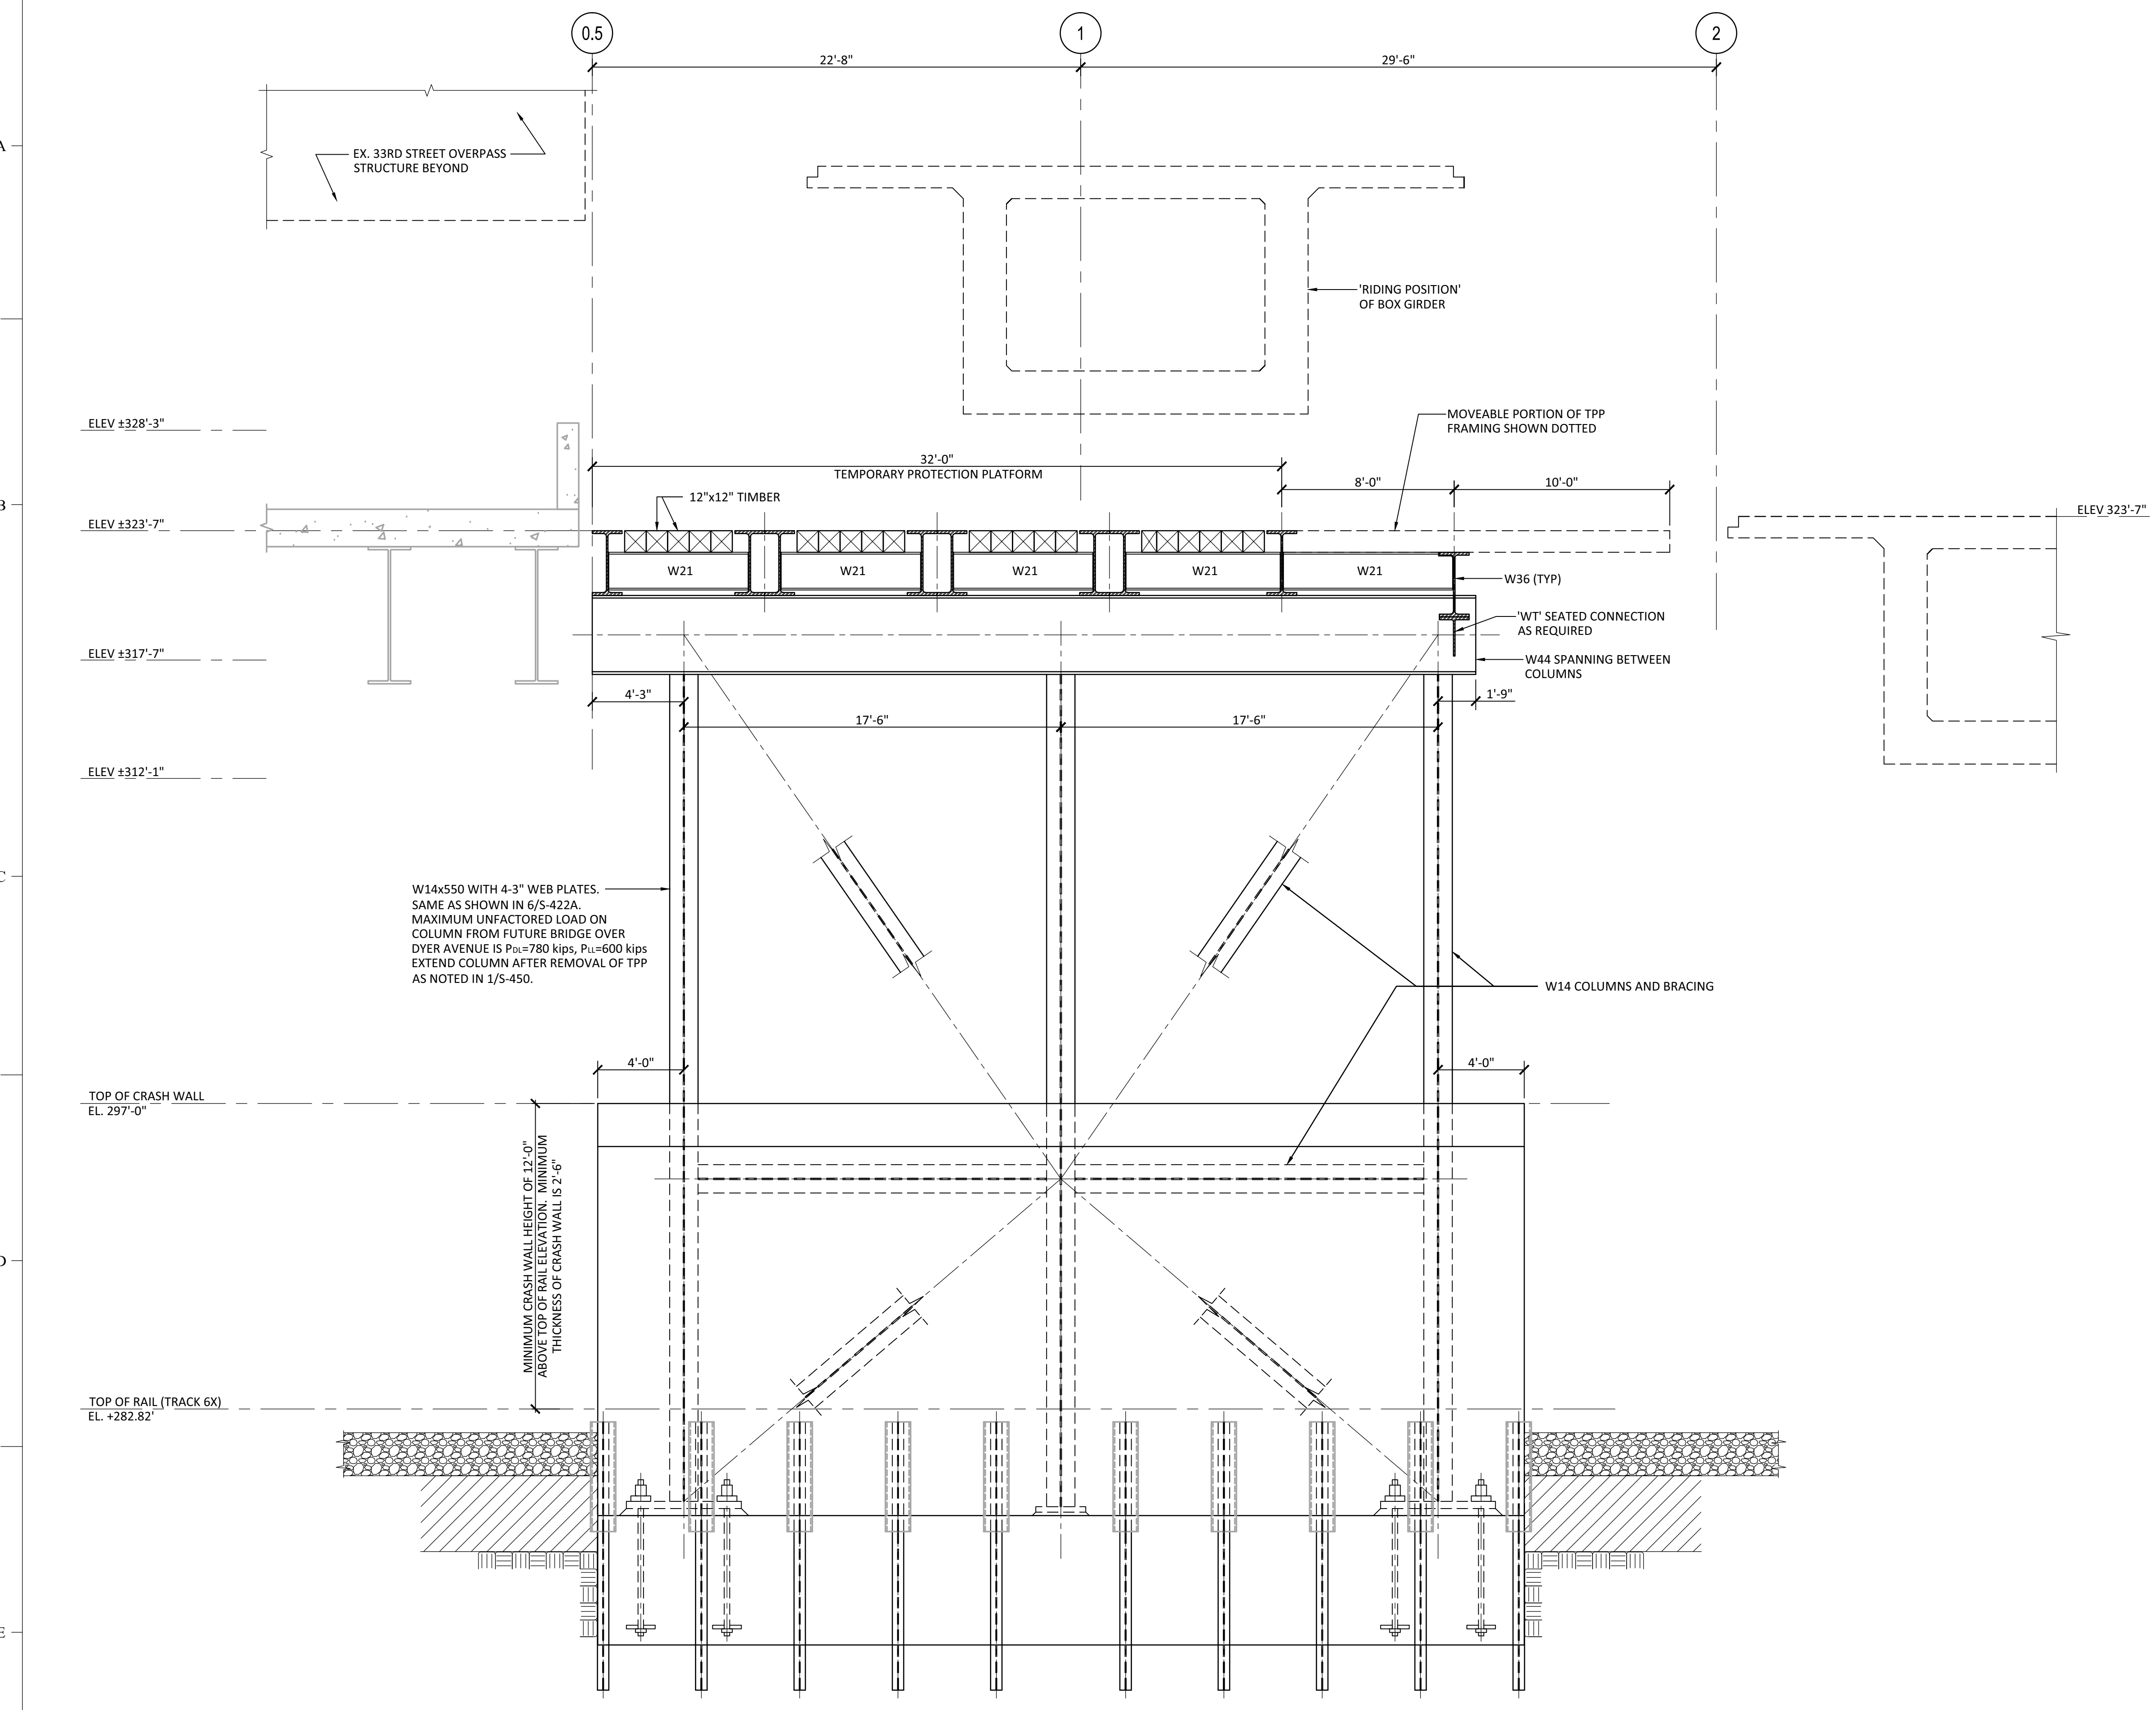 0.5
1
2
22'-8"
29'-6"
A
EX. 33RD STREET OVERPASS
STRUCTURE BEYOND
'RIDING POSITION'
OF BOX GIRDER
ELEV ±328'-3"
MOVEABLE PORTION OF TPP
FRAMING SHOWN DOTTED
32'-0"
TEMPORARY PROTECTION PLATFORM
8'-0"
10'-0"
12"x12" TIMBER
B
ELEV ±323'-7"
ELEV 323'-7"
W21
W21
W21
W21
W21
W36 (TYP)
'WT' SEATED CONNECTION
AS REQUIRED
ELEV ±317'-7"
W44 SPANNING BETWEEN
COLUMNS
4'-3"
1'-9"
17'-6"
17'-6"
ELEV ±312'-1"
C
W14x550 WITH 4-3" WEB PLATES.
SAME AS SHOWN IN 6/S-422A.
MAXIMUM UNFACTORED LOAD ON
COLUMN FROM FUTURE BRIDGE OVER
DYER AVENUE IS PDL=780 kips, PLL=600 kips
EXTEND COLUMN AFTER REMOVAL OF TPP
AS NOTED IN 1/S-450.
W14 COLUMNS AND BRACING
4'-0"
4'-0"
TOP OF CRASH WALL
EL. 297'-0"
MINIMUM CRASH WALL HEIGHT OF 12'-0"
ABOVE TOP OF RAIL ELEVATION. MINIMUM
THICKNESS OF CRASH WALL IS 2'-6"
D
TOP OF RAIL (TRACK 6X)
EL. +282.82'
E